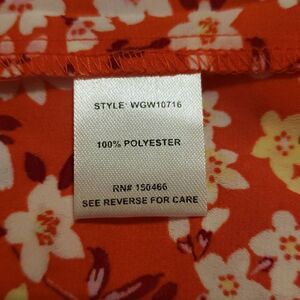 STYLE: WGW10716
100% POLYESTER
RN# 150466
SEE REVERSE FOR CARE